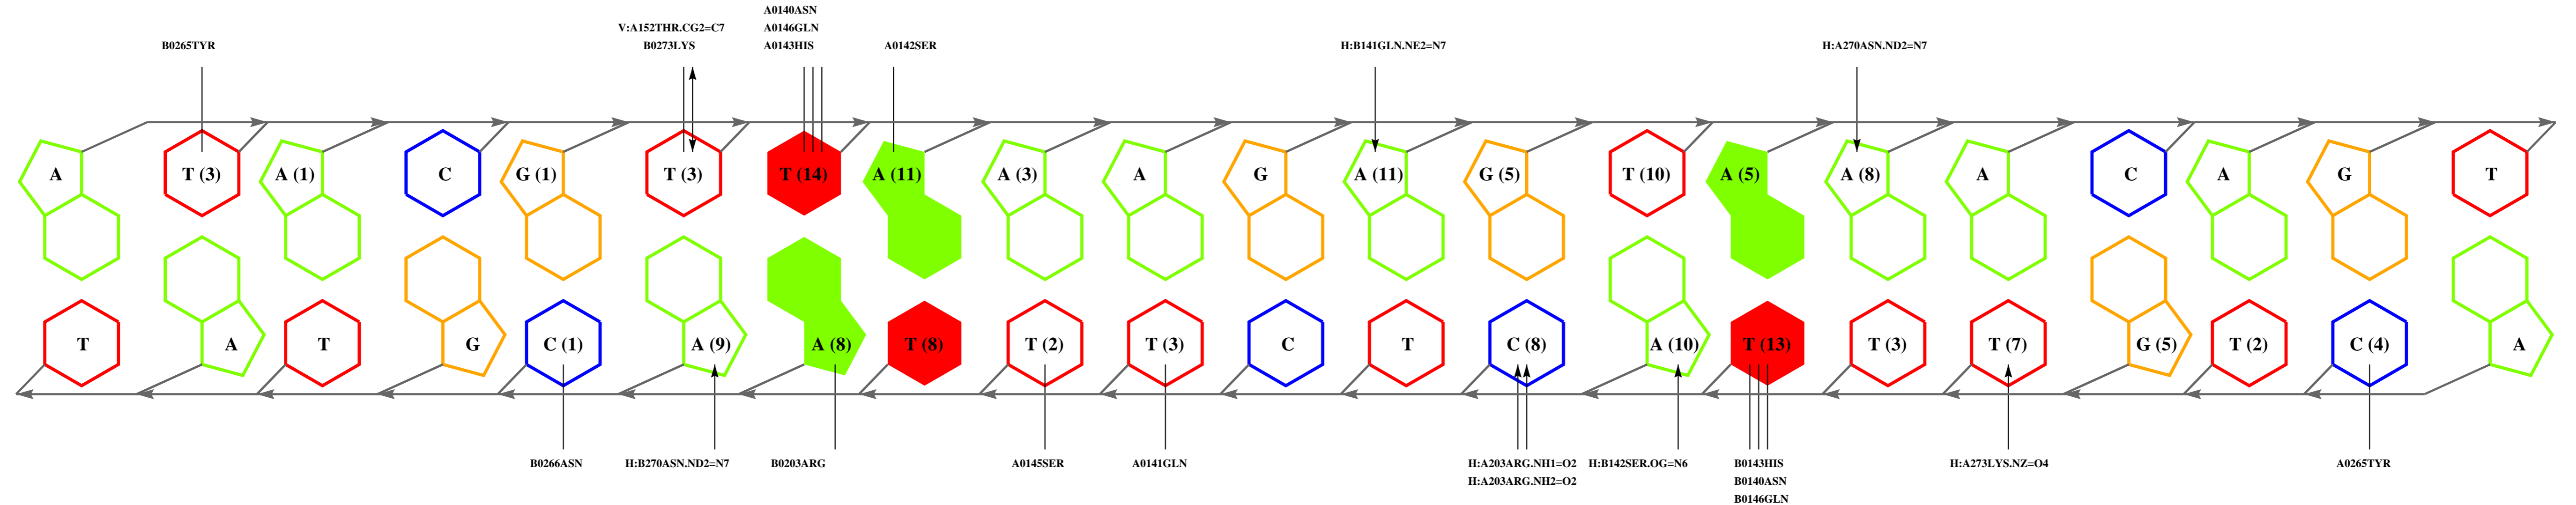 A0140ASN
V:A152THR.CG2=C7 A0146GLN
B0265TYR B0273LYS A0143HIS A0142SER H:B141GLN.NE2=N7 H:A270ASN.ND2=N7
A T (3) A (1) C G (1) T (3) T (14) A (11) A (3) A G A (11) G (5) T (10) A (5) A (8) A C A G T
T A T G C (1) A (9) A (8) T (8) T (2) T (3) C T C (8) A (10) T (13) T (3) T (7) G (5) T (2) C (4) A
B0266ASN H:B270ASN.ND2=N7 B0203ARG A0145SER A0141GLN H:A203ARG.NH1=O2 H:B142SER.OG=N6 B0143HIS H:A273LYS.NZ=O4 A0265TYR
H:A203ARG.NH2=O2 B0140ASN
B0146GLN